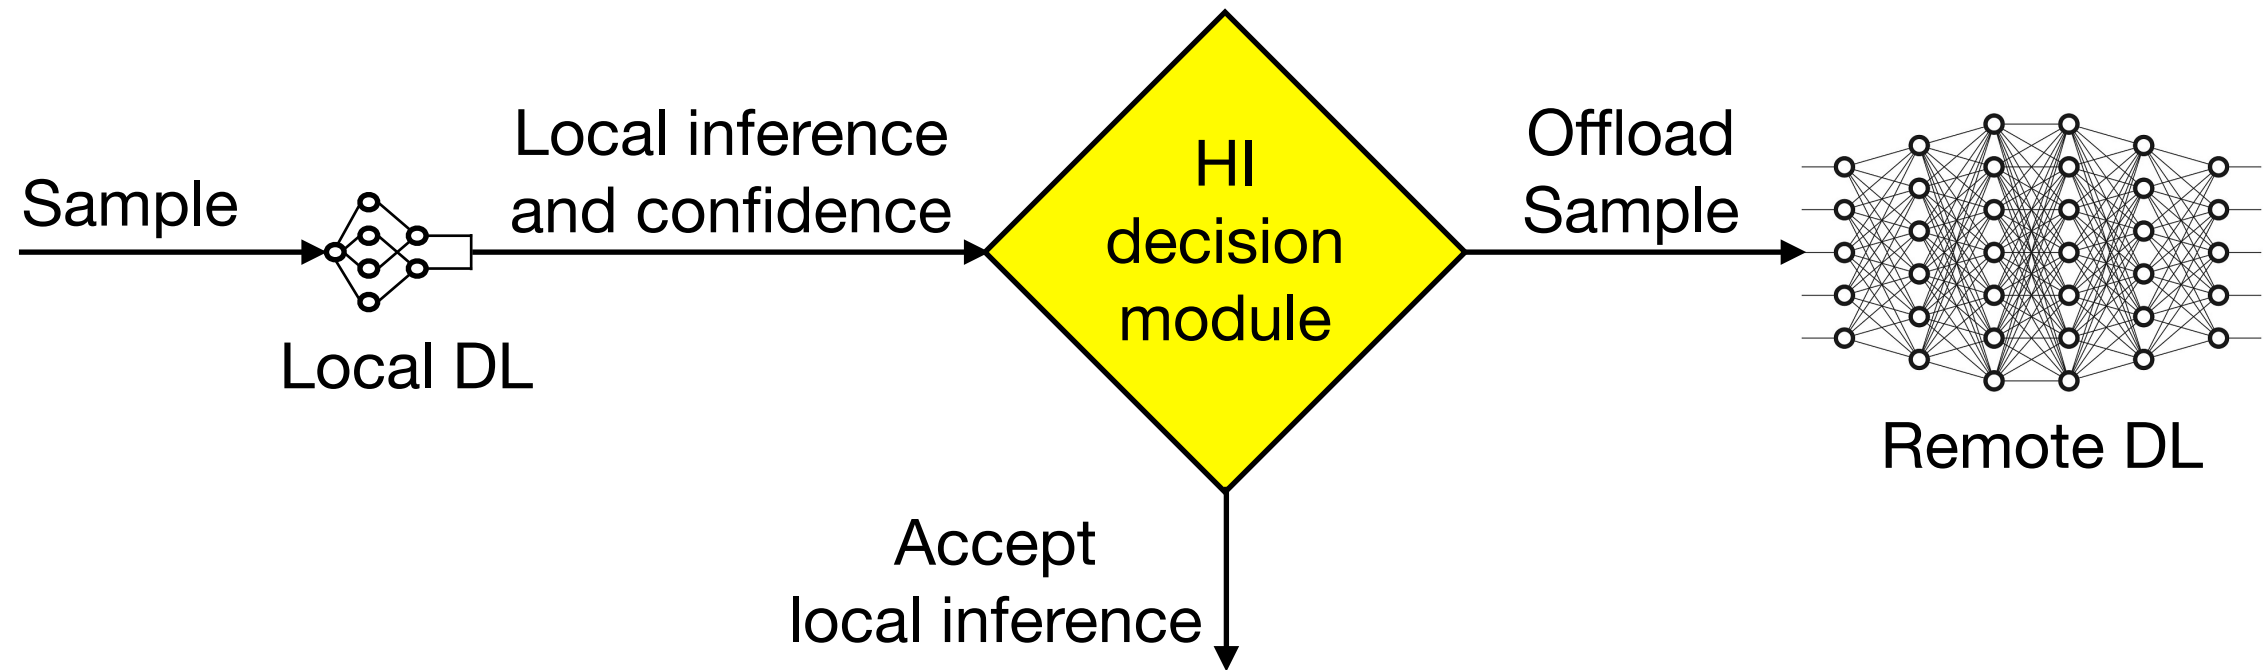 Sample
Local DL
Local inference
and confidence
HI
decision
module
Offload
Sample
Remote DL
Accept
local inference